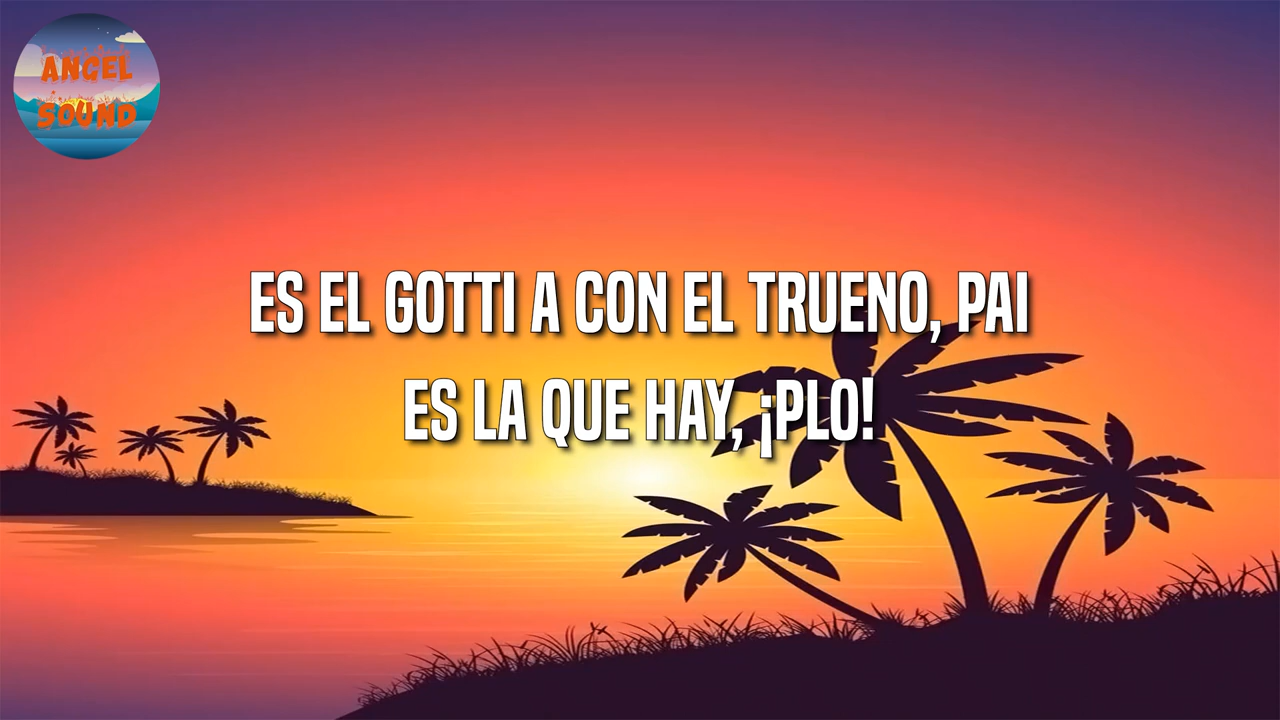 ANGEL
SOUND
ES EL GOTTI A CON EL TRUENO, PAI
ES LA QUE HAY, ¡PLO!